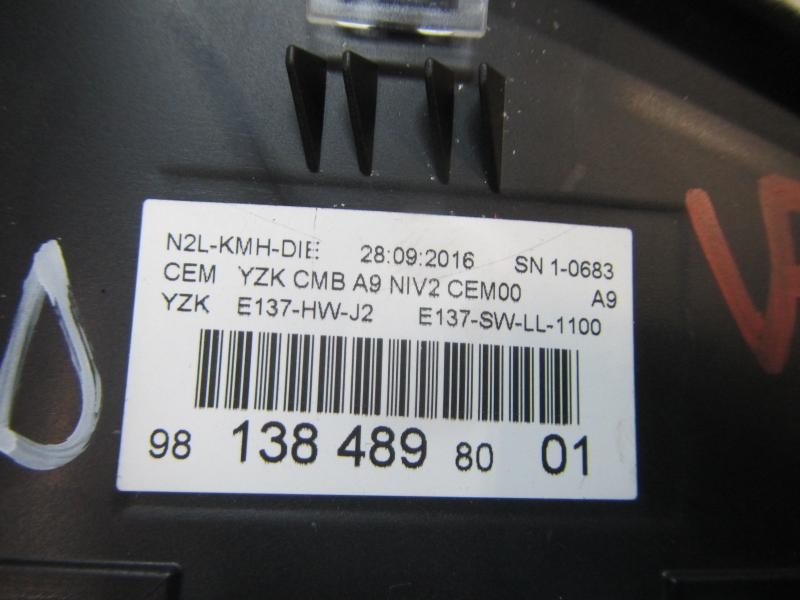 N2L-KMH-DIE 28:09:2016 SN 1-0683
CEM YZK CMB A9 NIV2 CEM00 A9
YZK E137-HW-J2 E137-SW-LL-1100
98 138 489 80 01